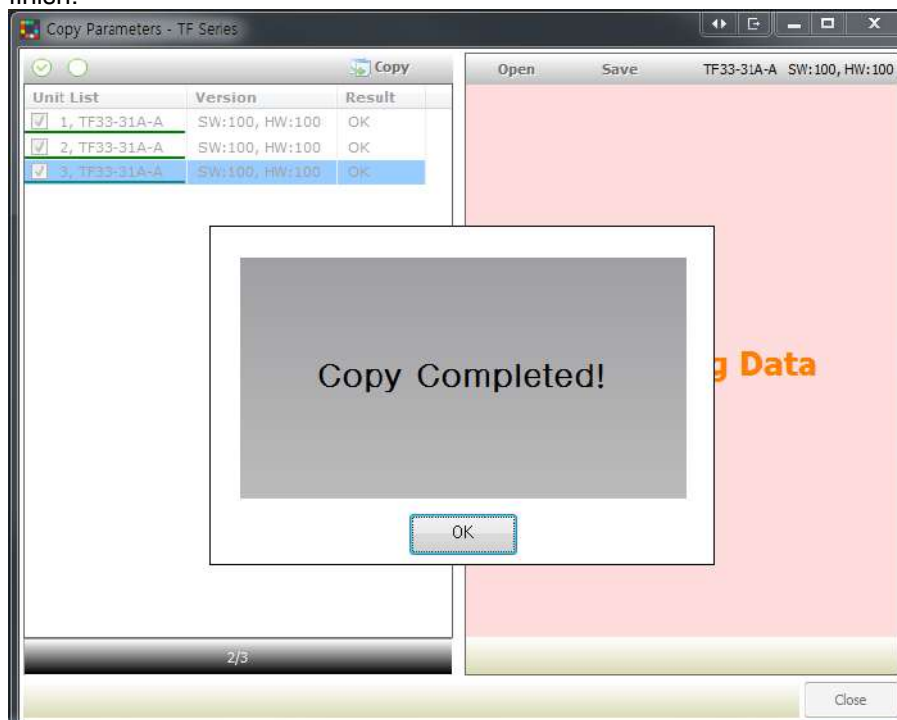 finish.
Copy Parameters - TF Series
X
Copy
Open Save TF33-31A-A SW:100, HW:100
Unit List Version Result
1, TF33-31A-A SW:100, HW:100 OK
2, TF33-31A-A SW:100, HW:100 OK
3, TF33-31A-A SW:100, HW:100 OK
g Data
Copy Completed!
OK
2/3
Close